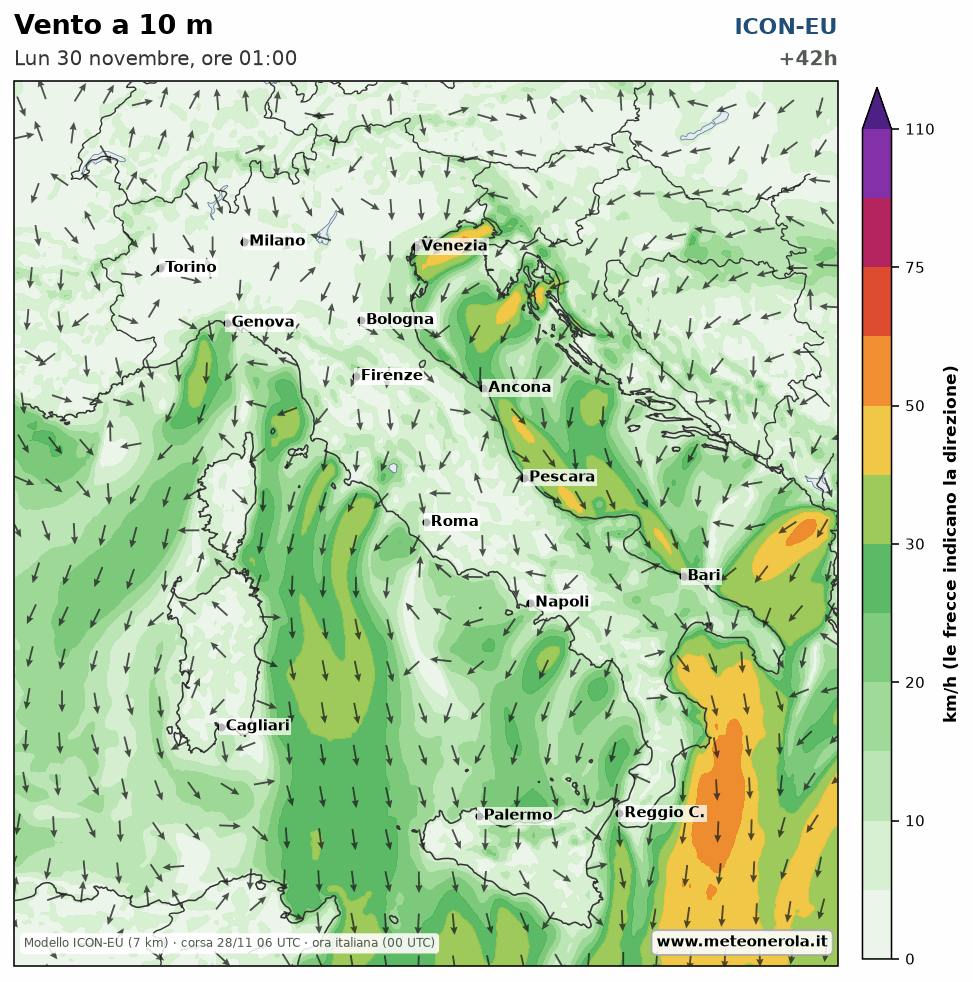 Vento a 10 m
ICON-EU
Lun 30 novembre, ore 01:00
+42h
110
75
50
30
20
10
0
km/h (le frecce indicano la direzione)
Venezia
Milano
Torino
Genova
Bologna
Firenze
Ancona
Pescara
Roma
Bari
Napoli
Cagliari
Palermo
Reggio C.
Modello ICON-EU (7 km) · corsa 28/11 06 UTC · ora italiana (00 UTC)
www.meteonerola.it